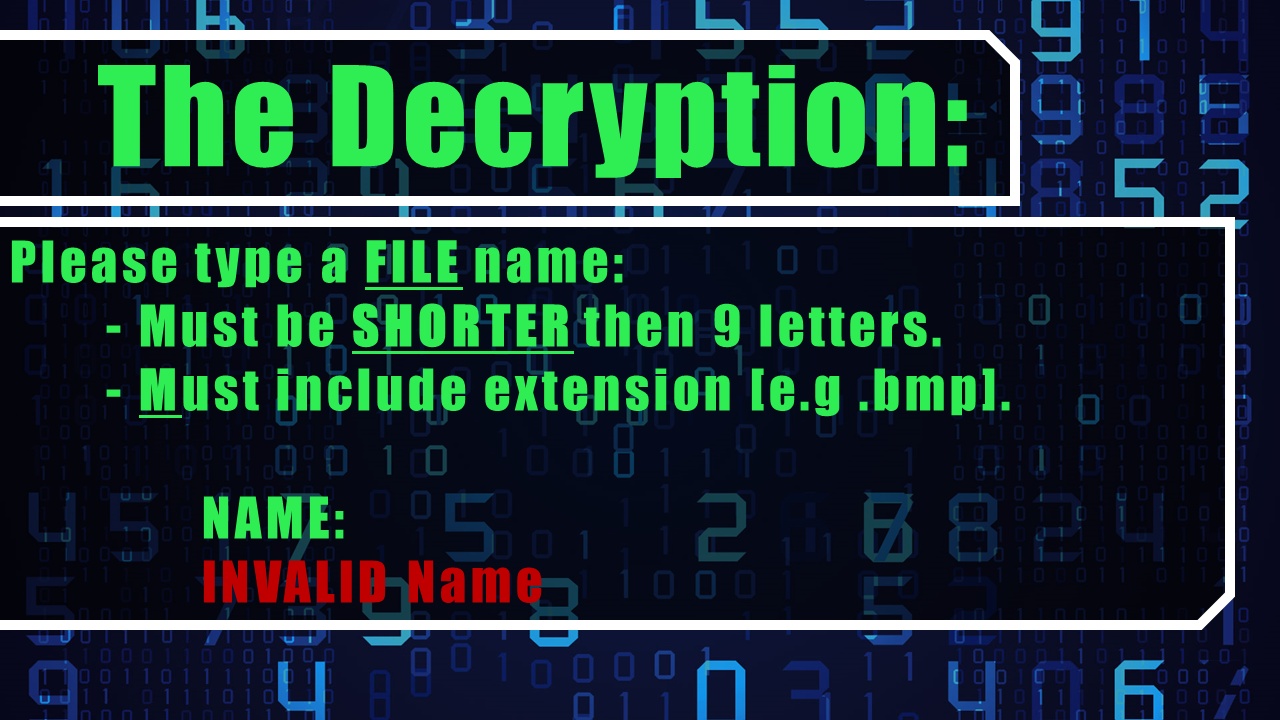 The Decryption:
Please type a FILE name:
- Must be SHORTER then 9 letters.
- Must include extension [e.g .bmp].
NAME:
INVALID Name